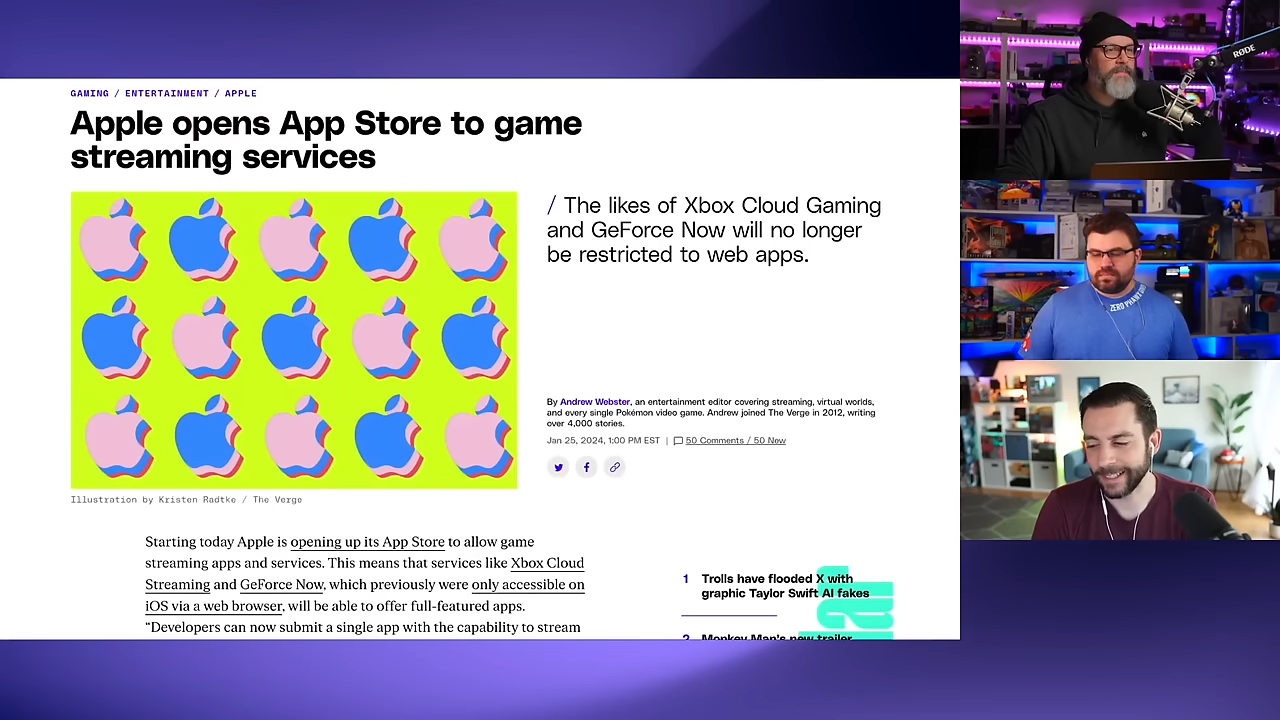 GAMING / ENTERTAINMENT / APPLE
Apple opens App Store to game
streaming services
/ The likes of Xbox Cloud Gaming
and GeForce Now will no longer
be restricted to web apps.
By Andrew Webster, an entertainment editor covering streaming, virtual worlds,
and every single Pokémon video game. Andrew joined The Verge in 2012, writing
over 4,000 stories.
Jan 25, 2024, 1:00 PM EST | 50 Comments / 50 New
Illustration by Kristen Radtke / The Verge
Starting today Apple is opening up its App Store to allow game
streaming apps and services. This means that services like Xbox Cloud
Streaming and GeForce Now, which previously were only accessible on
iOS via a web browser, will be able to offer full-featured apps.
“Developers can now submit a single app with the capability to stream
1 Trolls have flooded X with
graphic Taylor Swift AI fakes
2 Monkey Man's new trailer
RØDE